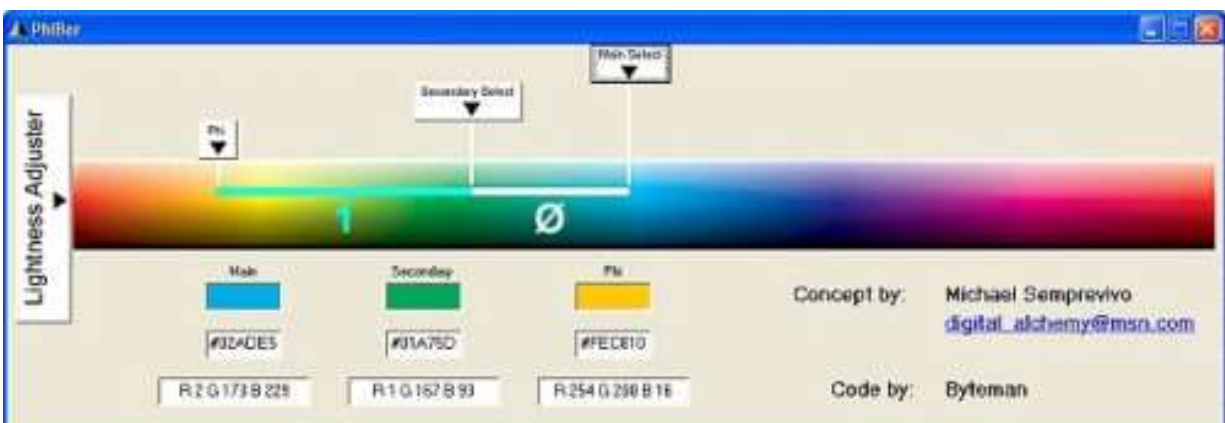 PhiBar
Main Select
Secondary Select
Phi
Lightness Adjuster
1 Ø
Main Secondary Phi
#02ADE5 #01A75D #FEC810
R:2 G:173 B:229 R:1 G:167 B:93 R:254 G:200 B:16
Concept by: Michael Semprevivo
digital_alchemy@msn.com
Code by: Byteman